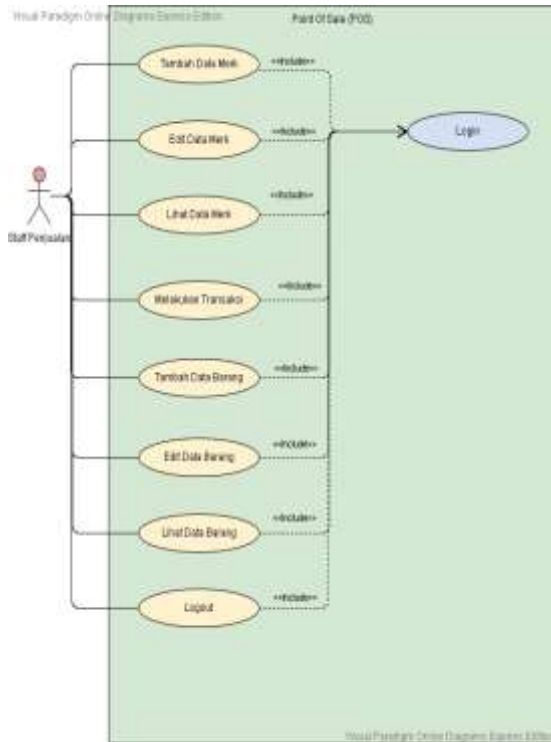 Visual Paradigm Online Diagrams Express Edition
Point Of Sale (POS)
Tambah Data Merk
<<Include>>
Edit Data Merk
<<Include>>
Login
Lihat Data Merk
<<Include>>
Staff Penjualan
Melakukan Transaksi
<<Include>>
Tambah Data Barang
<<Include>>
Edit Data Barang
<<Include>>
Lihat Data Barang
<<Include>>
Logout
<<Include>>
Visual Paradigm Online Diagrams Express Edition